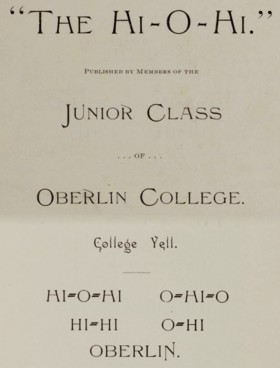 "The Hi-O-Hi."
Published by Members of the
Junior Class
... of ...
Oberlin College.
College Yell.
HI=O=HI O=HI=O
HI=HI O=HI
OBERLIN.